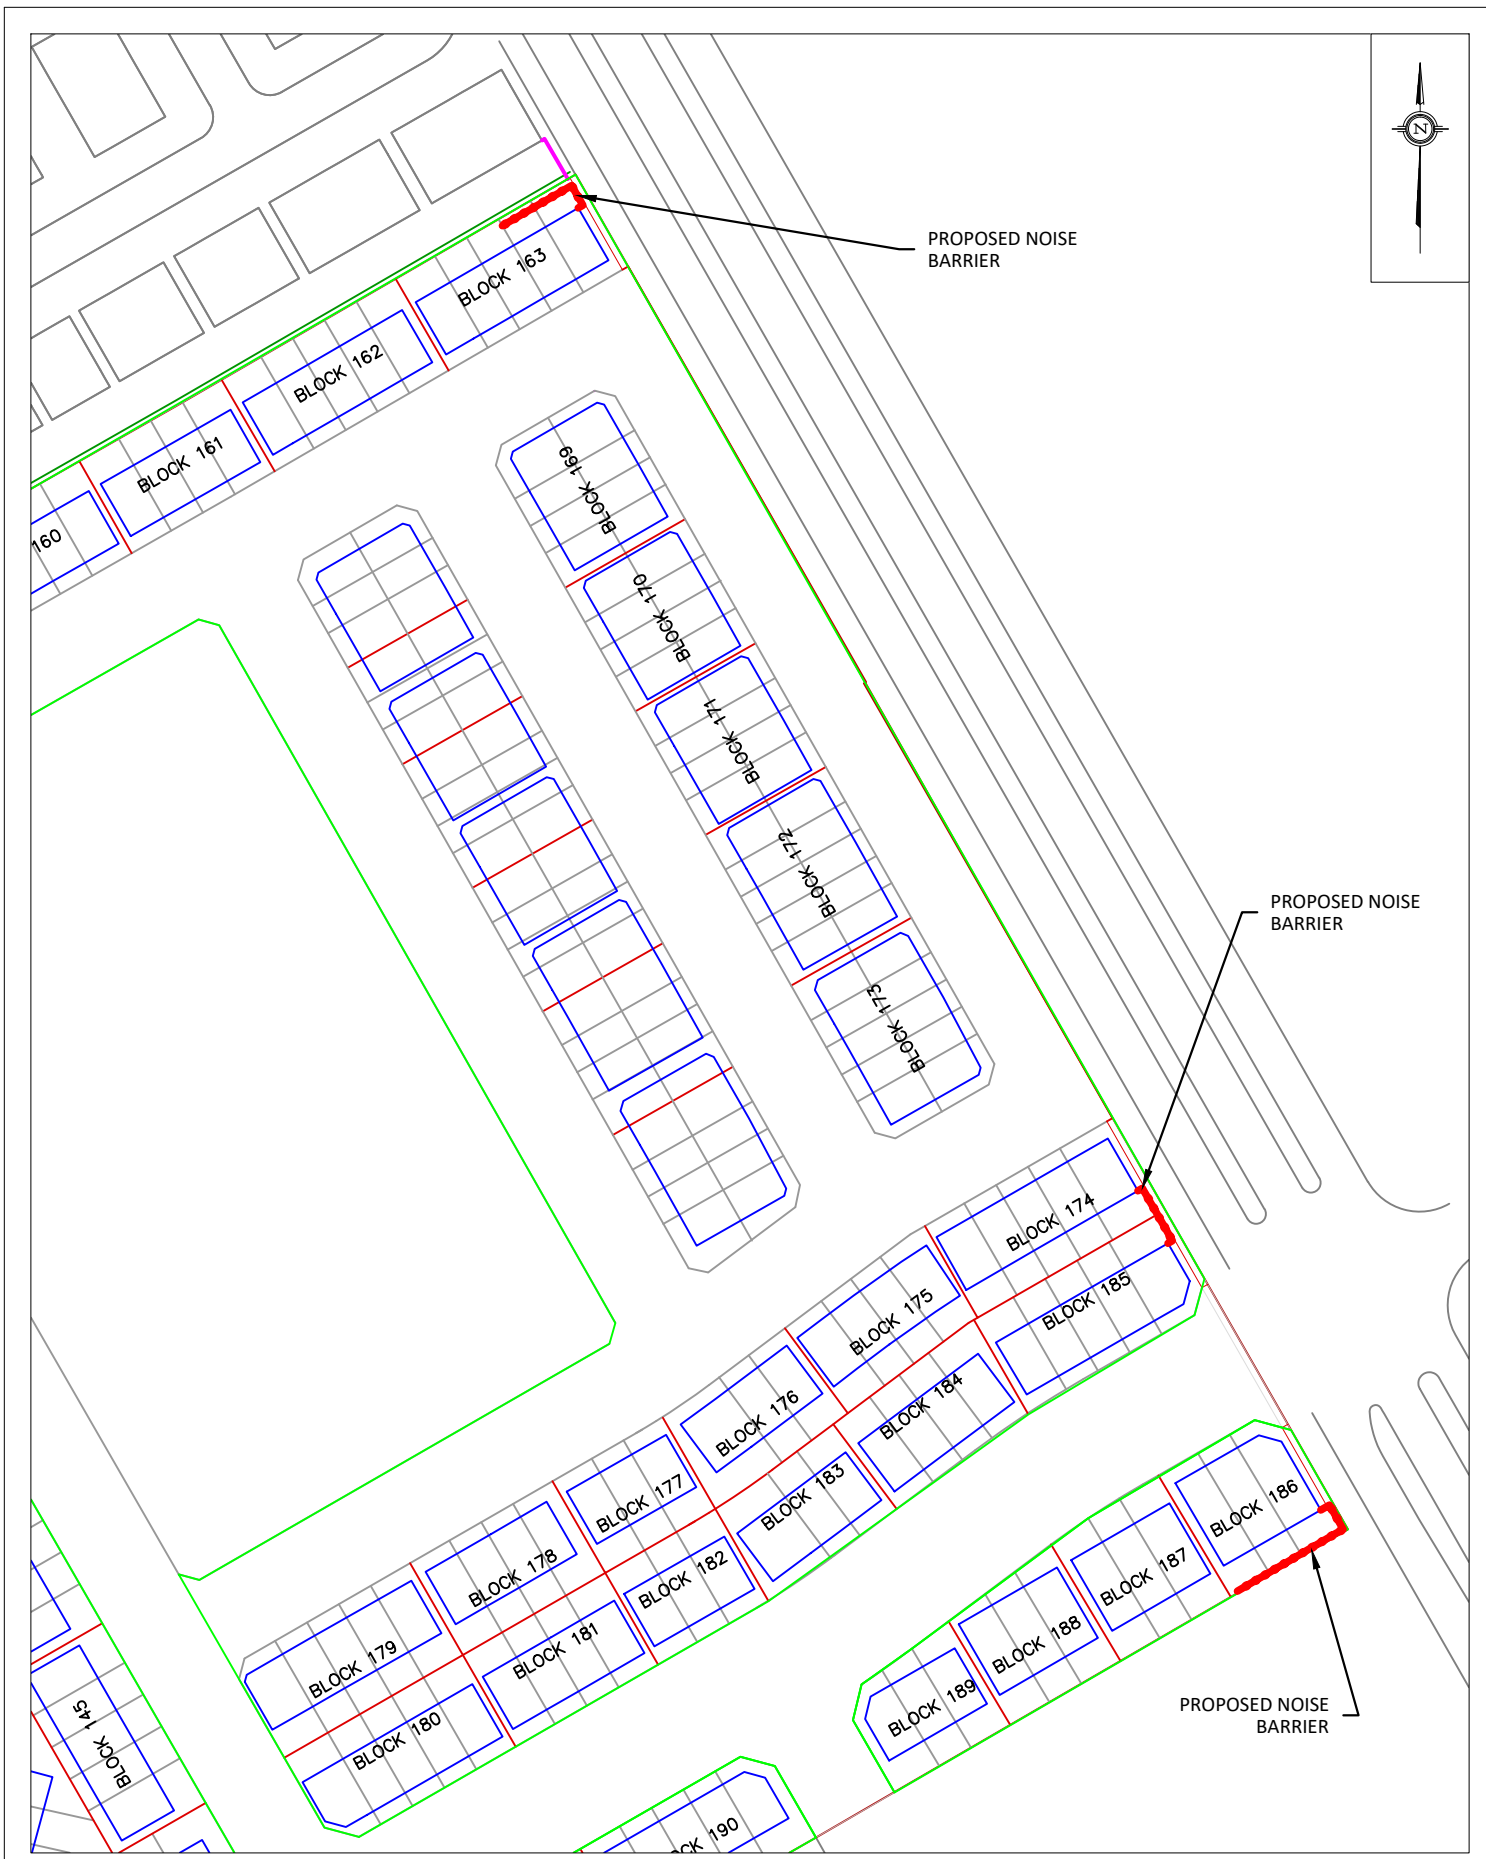 N
PROPOSED NOISE
BARRIER
BLOCK 163
BLOCK 162
BLOCK 161
160
BLOCK 169
BLOCK 170
BLOCK 171
BLOCK 172
BLOCK 173
PROPOSED NOISE
BARRIER
BLOCK 174
BLOCK 175
BLOCK 185
BLOCK 176
BLOCK 184
BLOCK 177
BLOCK 183
BLOCK 178
BLOCK 182
BLOCK 179
BLOCK 181
BLOCK 180
BLOCK 186
BLOCK 187
BLOCK 188
BLOCK 189
PROPOSED NOISE
BARRIER
BLOCK 145
CK 190